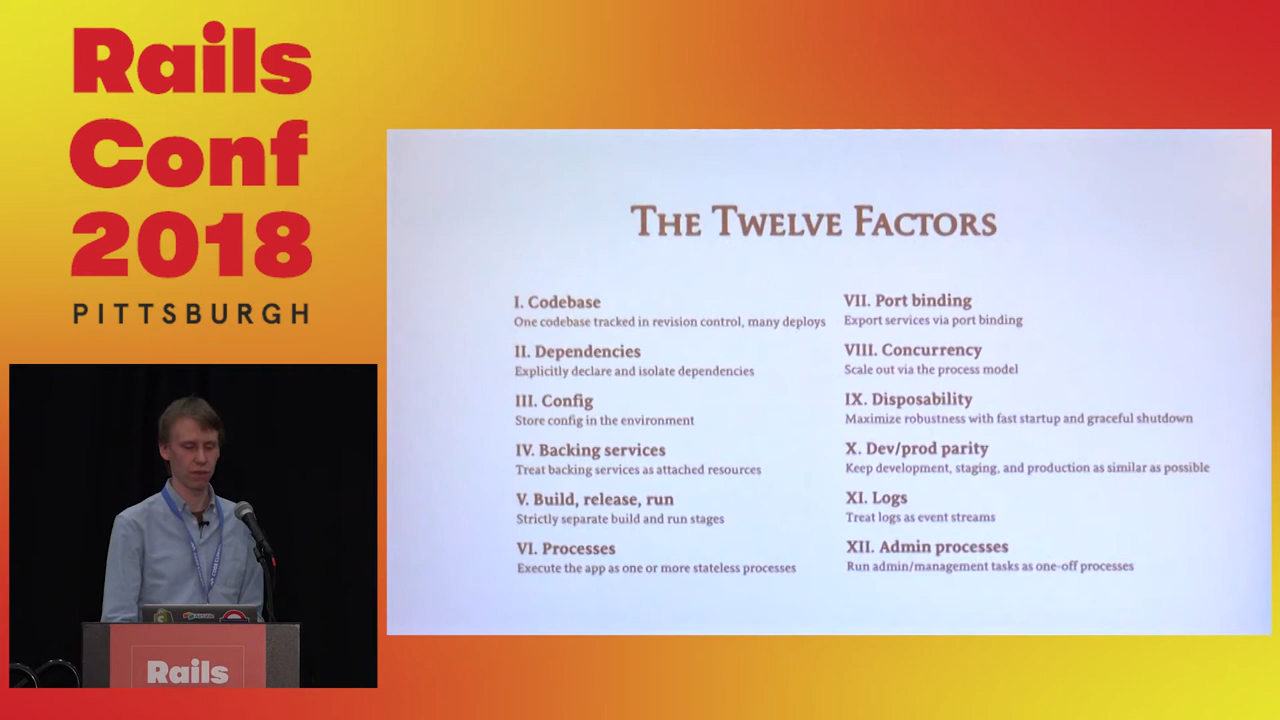 Rails
Conf
2018
PITTSBURGH
THE TWELVE FACTORS
I. Codebase
One codebase tracked in revision control, many deploys
II. Dependencies
Explicitly declare and isolate dependencies
III. Config
Store config in the environment
IV. Backing services
Treat backing services as attached resources
V. Build, release, run
Strictly separate build and run stages
VI. Processes
Execute the app as one or more stateless processes
VII. Port binding
Export services via port binding
VIII. Concurrency
Scale out via the process model
IX. Disposability
Maximize robustness with fast startup and graceful shutdown
X. Dev/prod parity
Keep development, staging, and production as similar as possible
XI. Logs
Treat logs as event streams
XII. Admin processes
Run admin/management tasks as one-off processes
Rails